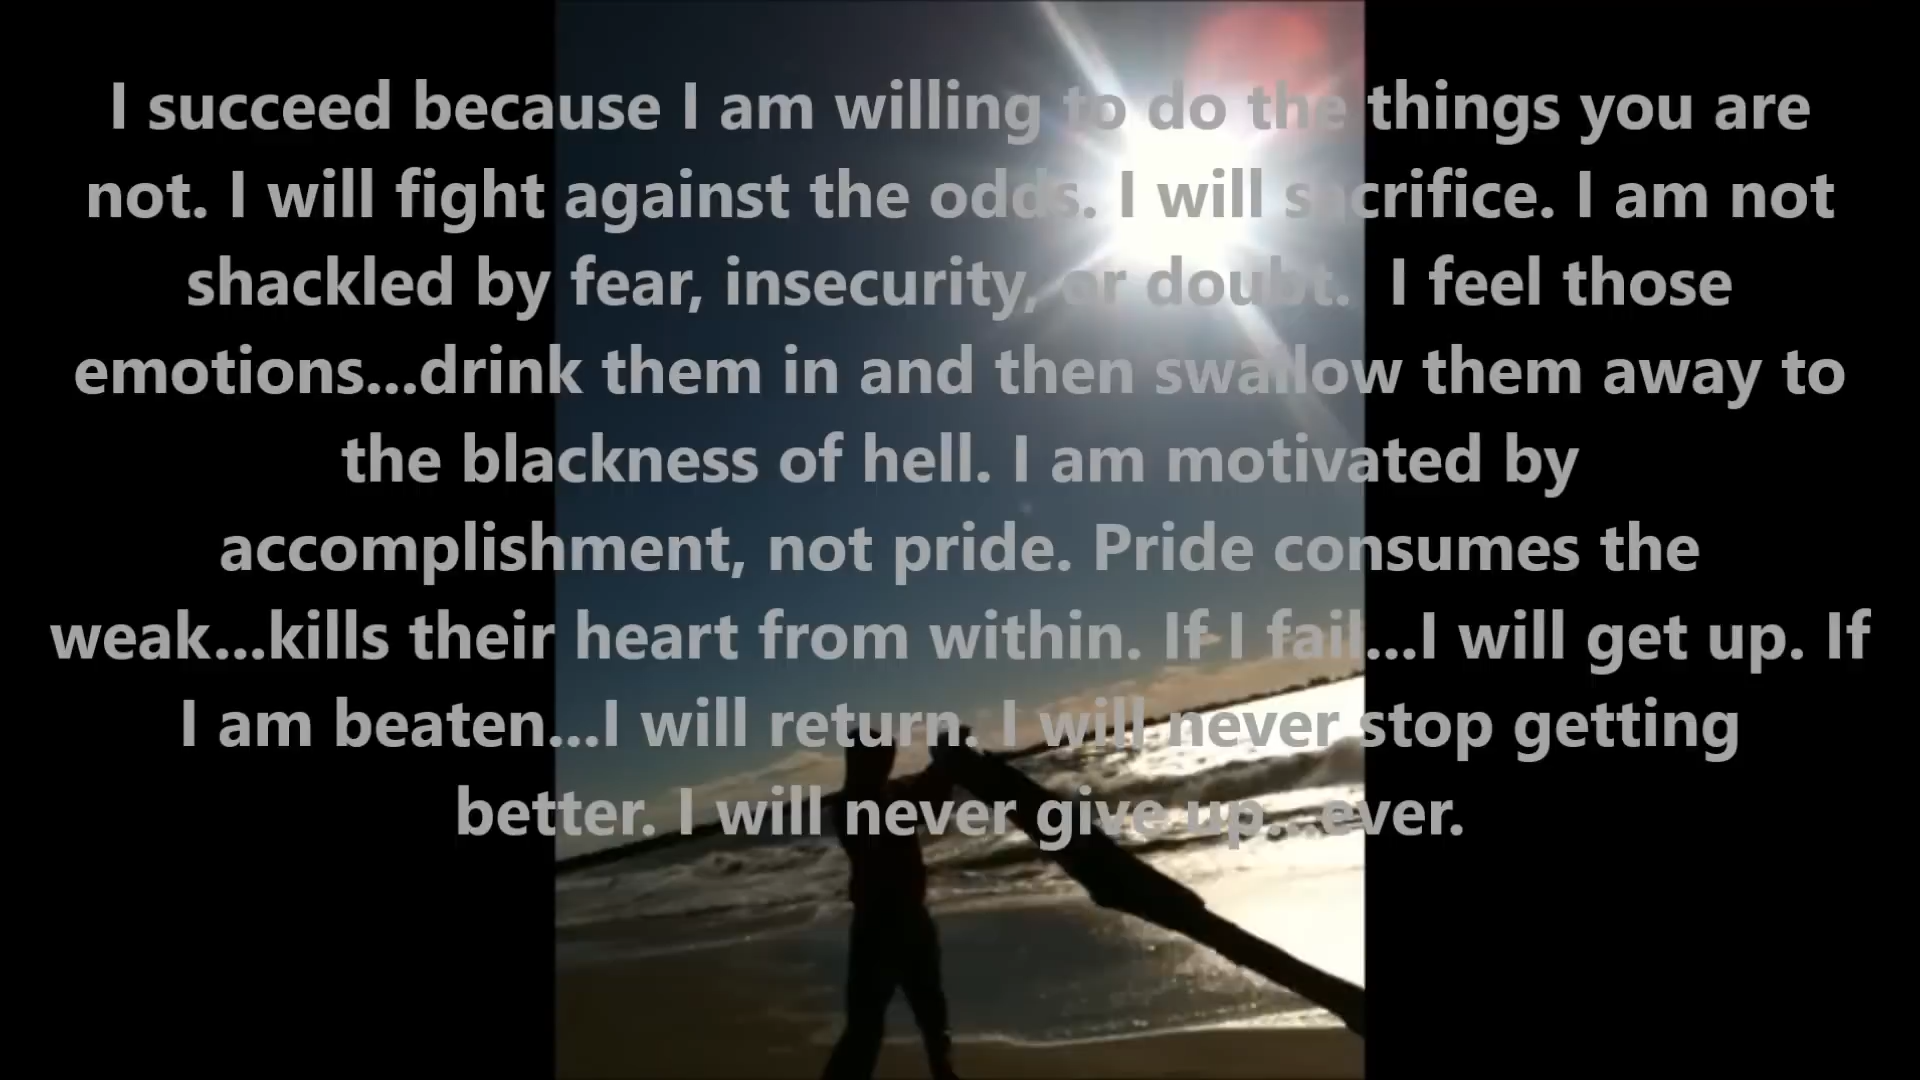 I succeed because I am willing to do the things you are
not. I will fight against the odds. I will sacrifice. I am not
shackled by fear, insecurity, or doubt.  I feel those
emotions...drink them in and then swallow them away to
the blackness of hell. I am motivated by
accomplishment, not pride. Pride consumes the
weak...kills their heart from within. If I fail...I will get up. If
I am beaten...I will return. I will never stop getting
better. I will never give up...ever.